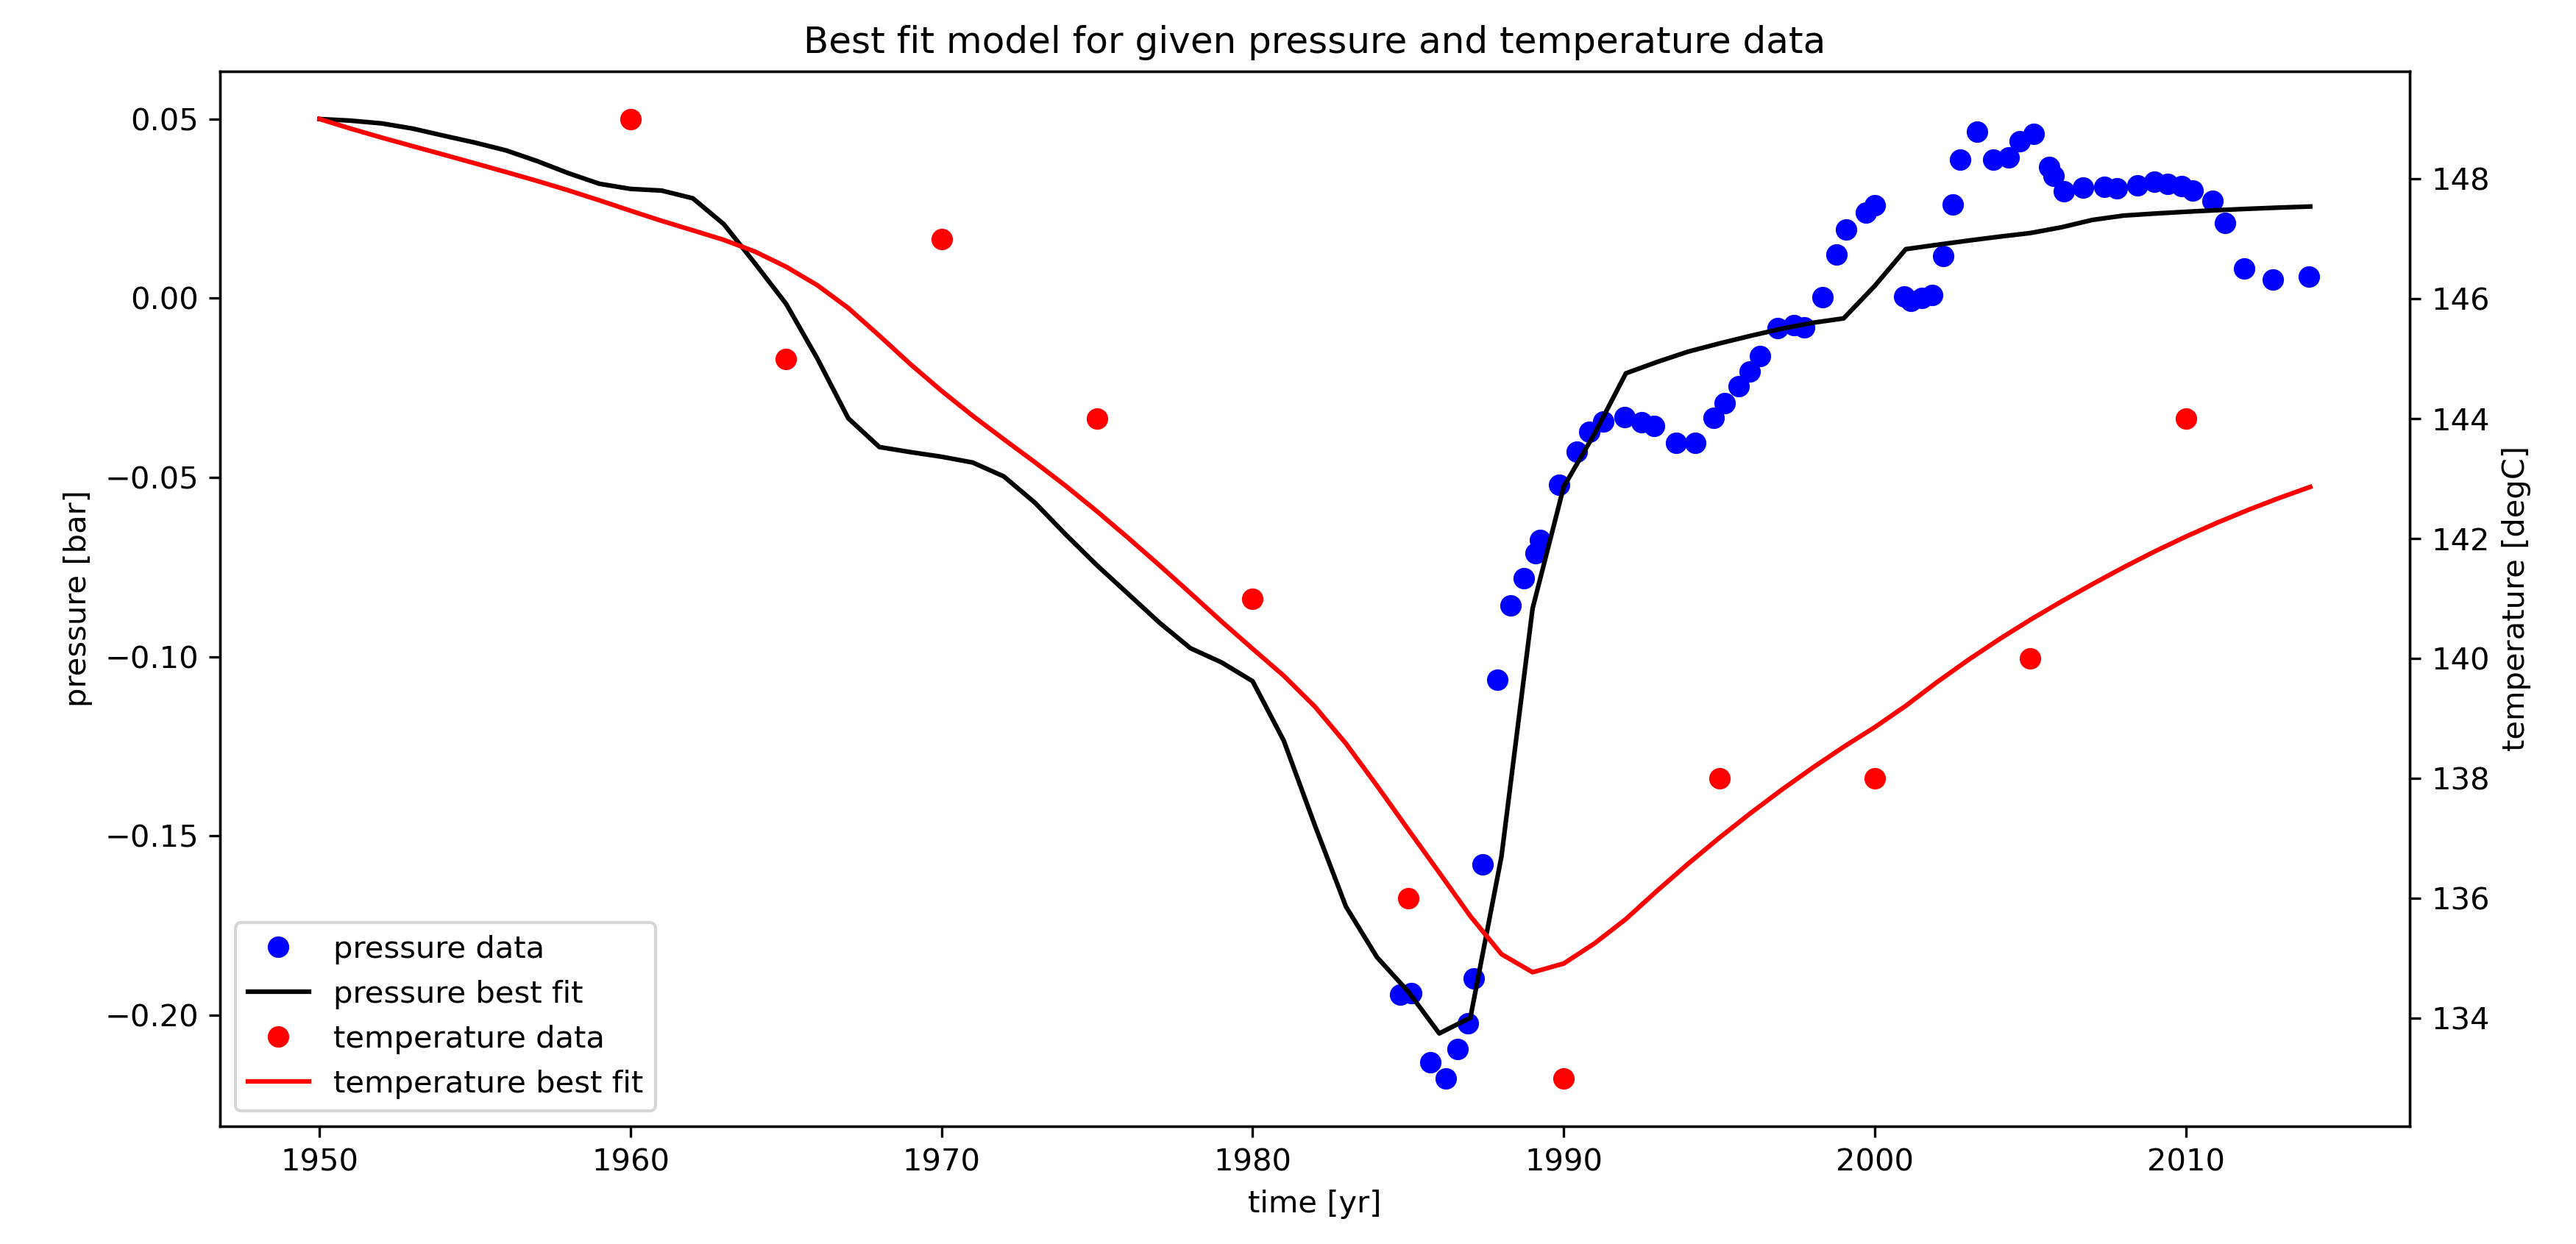 Best fit model for given pressure and temperature data
0.05
0.00
−0.05
−0.10
−0.15
−0.20
pressure [bar]
148
146
144
142
140
138
136
134
temperature [degC]
pressure data
pressure best fit
temperature data
temperature best fit
1950 1960 1970 1980 1990 2000 2010
time [yr]